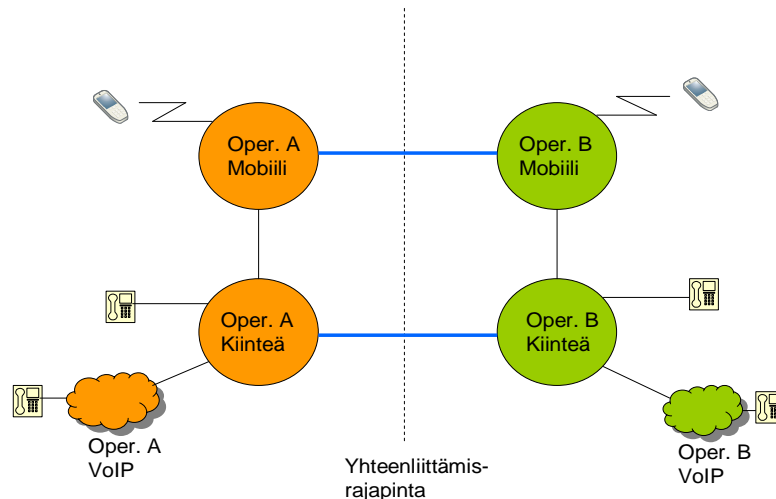 Oper. A
Mobiili
Oper. B
Mobiili
Oper. A
Kiinteä
Oper. B
Kiinteä
Oper. A
VoIP
Yhteenliittämis-
rajapinta
Oper. B
VoIP